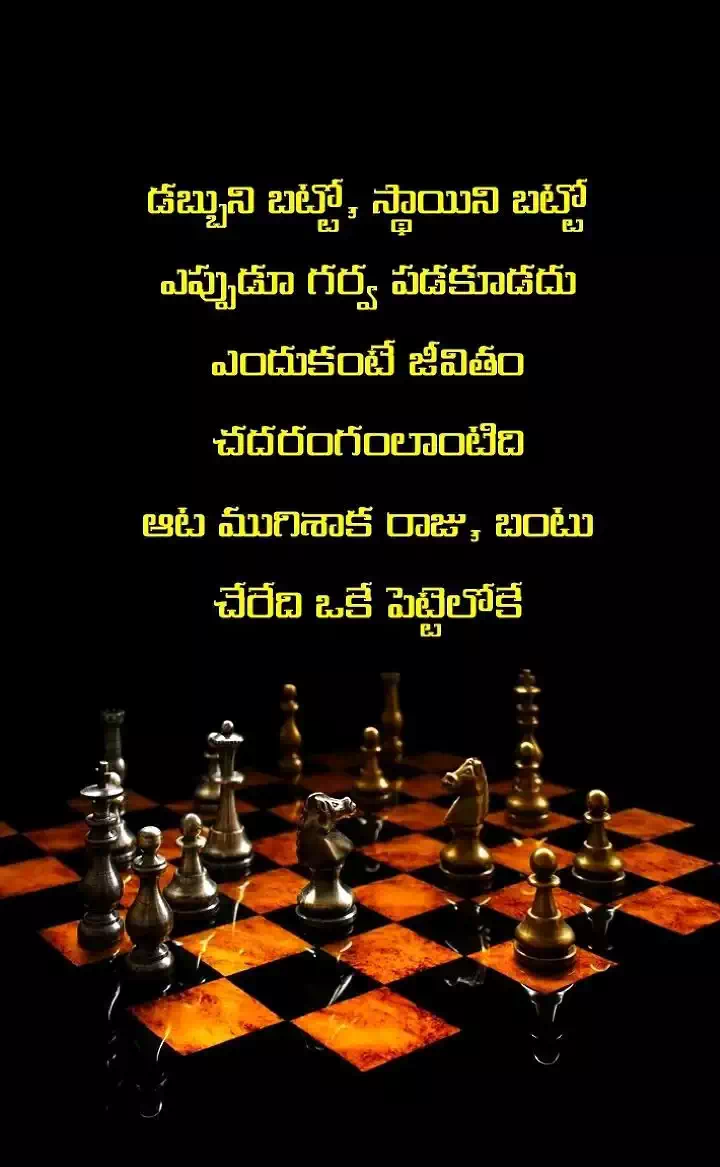 డబ్బుని బట్టో, స్థాయిని బట్టో
ఎప్పుడూ గర్వ పడకూడదు
ఎందుకంటే జీవితం
చదరంగంలాంటిది
ఆట ముగిశాక రాజు, బంటు
చేరేది ఒకే పెట్టెలోకే